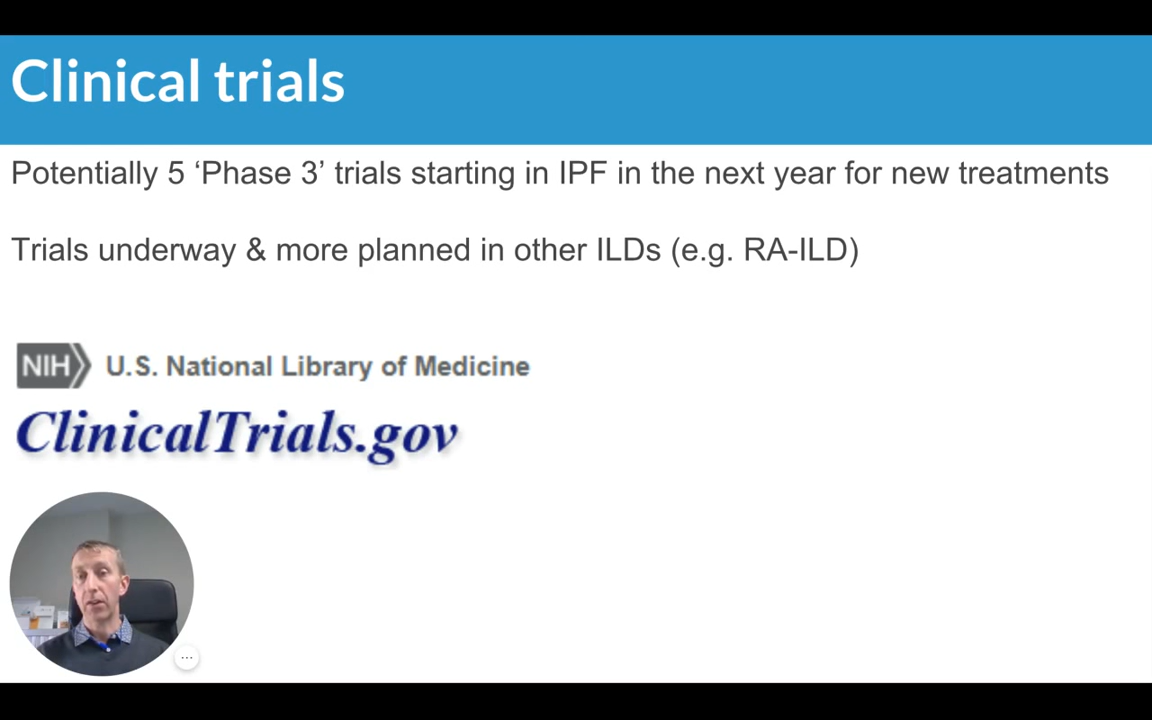 Clinical trials
Potentially 5 ‘Phase 3’ trials starting in IPF in the next year for new treatments
Trials underway & more planned in other ILDs (e.g. RA-ILD)
NIH U.S. National Library of Medicine
ClinicalTrials.gov